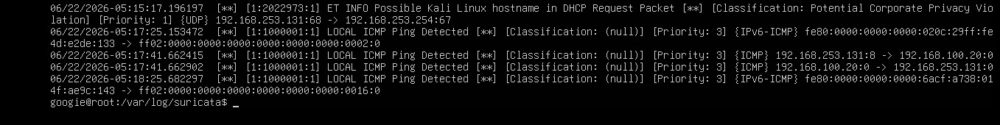 06/22/2026-05:15:17.196197  [**] [1:2022973:1] ET INFO Possible Kali Linux hostname in DHCP Request Packet [**] [Classification: Potential Corporate Privacy Vio
lation] [Priority: 1] {UDP} 192.168.253.131:68 -> 192.168.253.254:67
06/22/2026-05:17:25.153472  [**] [1:1000001:1] LOCAL ICMP Ping Detected [**] [Classification: (null)] [Priority: 3] {IPv6-ICMP} fe80:0000:0000:0000:020c:29ff:fe
4d:e2de:133 -> ff02:0000:0000:0000:0000:0000:0000:0002:0
06/22/2026-05:17:41.662415  [**] [1:1000001:1] LOCAL ICMP Ping Detected [**] [Classification: (null)] [Priority: 3] {ICMP} 192.168.253.131:8 -> 192.168.100.20:0
06/22/2026-05:17:41.662902  [**] [1:1000001:1] LOCAL ICMP Ping Detected [**] [Classification: (null)] [Priority: 3] {ICMP} 192.168.100.20:0 -> 192.168.253.131:0
06/22/2026-05:18:25.682297  [**] [1:1000001:1] LOCAL ICMP Ping Detected [**] [Classification: (null)] [Priority: 3] {IPv6-ICMP} fe80:0000:0000:0000:6acf:a738:01
4f:ae9c:143 -> ff02:0000:0000:0000:0000:0000:0000:0016:0
googie@root:/var/log/suricata$ _